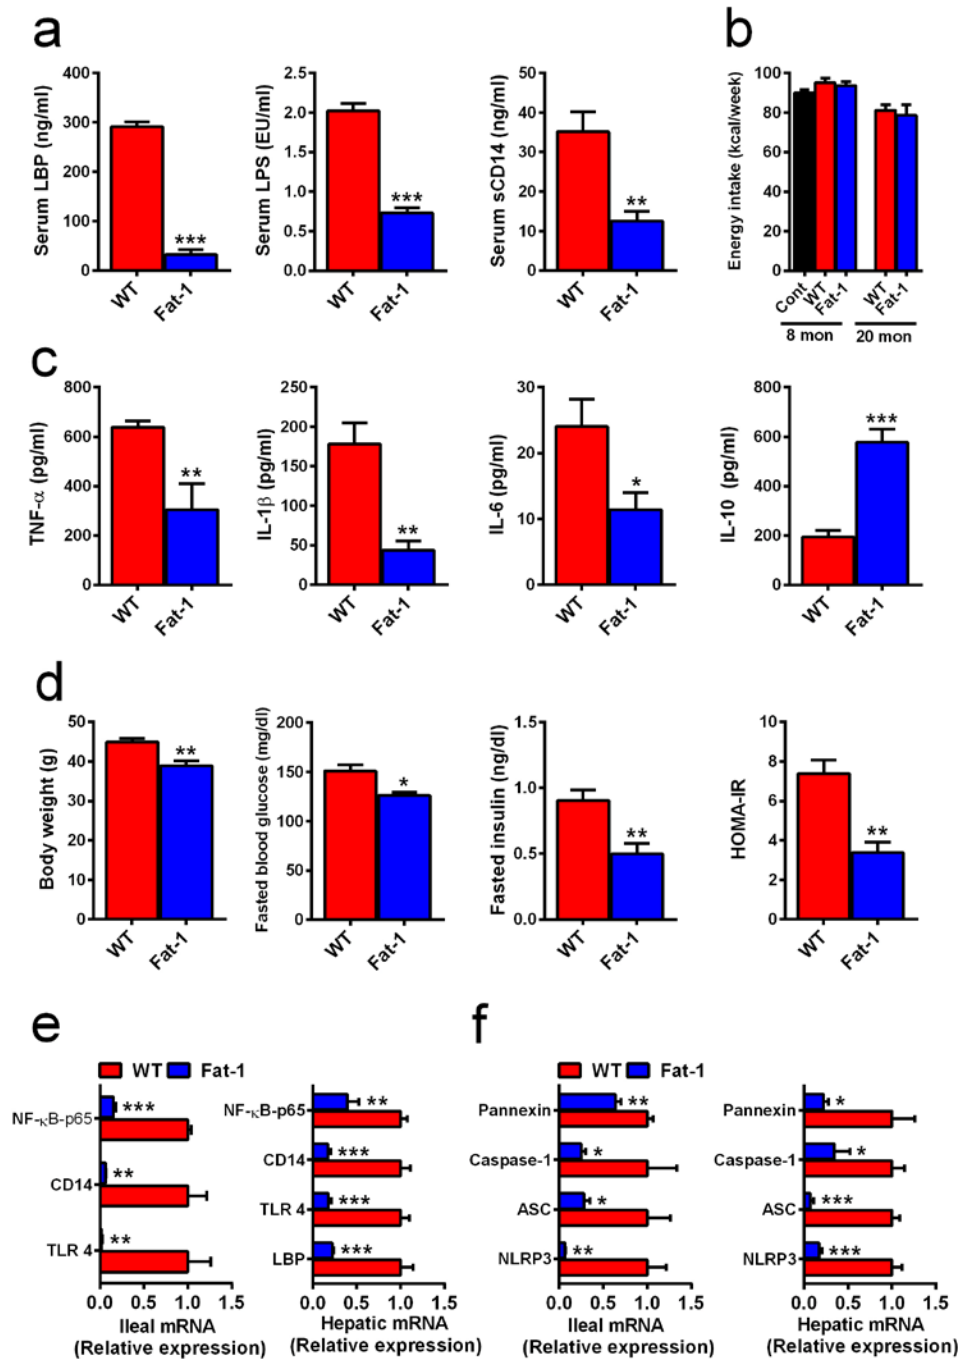 a
Serum LBP (ng/ml)
400
300
200
100
0
***
WT
Fat-1
Serum LPS (EU/ml)
2.5
2.0
1.5
1.0
0.5
0.0
***
WT
Fat-1
Serum sCD14 (ng/ml)
50
40
30
20
10
0
**
WT
Fat-1
b
Energy intake (kcal/week)
100
80
60
40
20
0
Cont
WT
Fat-1
WT
Fat-1
8 mon
20 mon
c
TNF-α (pg/ml)
800
600
400
200
0
**
WT
Fat-1
IL-1β (pg/ml)
250
200
150
100
50
0
**
WT
Fat-1
IL-6 (pg/ml)
30
20
10
0
*
WT
Fat-1
IL-10 (pg/ml)
800
600
400
200
0
***
WT
Fat-1
d
Body weight (g)
50
40
30
20
10
0
**
WT
Fat-1
Fasted blood glucose (mg/dl)
200
150
100
50
0
*
WT
Fat-1
Fasted insulin (ng/dl)
1.5
1.0
0.5
0.0
**
WT
Fat-1
HOMA-IR
10
8
6
4
2
0
**
WT
Fat-1
e
WT Fat-1
NF-κB-p65 ***
CD14 **
TLR 4 **
0.0 0.5 1.0 1.5
Ileal mRNA
(Relative expression)
NF-κB-p65 **
CD14 ***
TLR 4 ***
LBP ***
0.0 0.5 1.0 1.5
Hepatic mRNA
(Relative expression)
f
WT Fat-1
Pannexin **
Caspase-1 *
ASC *
NLRP3 **
0.0 0.5 1.0 1.5
Ileal mRNA
(Relative expression)
Pannexin *
Caspase-1 *
ASC ***
NLRP3 ***
0.0 0.5 1.0 1.5
Hepatic mRNA
(Relative expression)